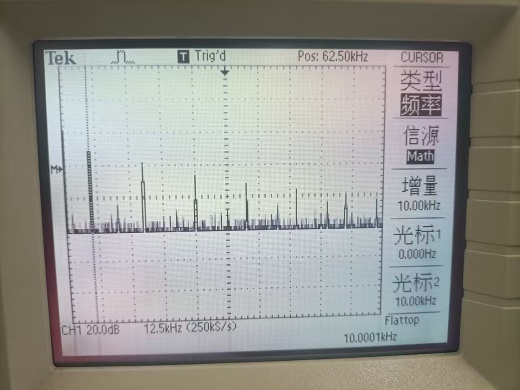 Tek T Trig'd Pos: 62.50kHz CURSOR
类型
频率
信源
Math
M
增量
10.00kHz
光标1
0.000Hz
光标2
10.00kHz
Flattop
CH1 20.0dB 12.5kHz (250kS/s)
10.0001kHz